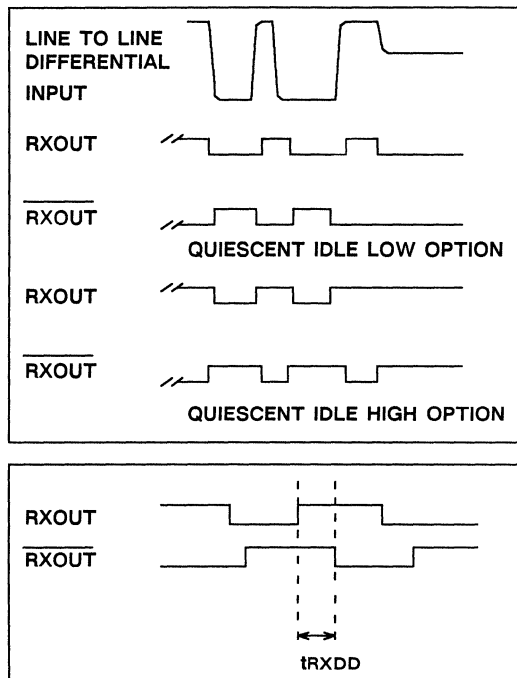 LINE TO LINE
DIFFERENTIAL
INPUT
RXOUT
RXOUT
QUIESCENT IDLE LOW OPTION
RXOUT
RXOUT
QUIESCENT IDLE HIGH OPTION
RXOUT
RXOUT
tRXDD